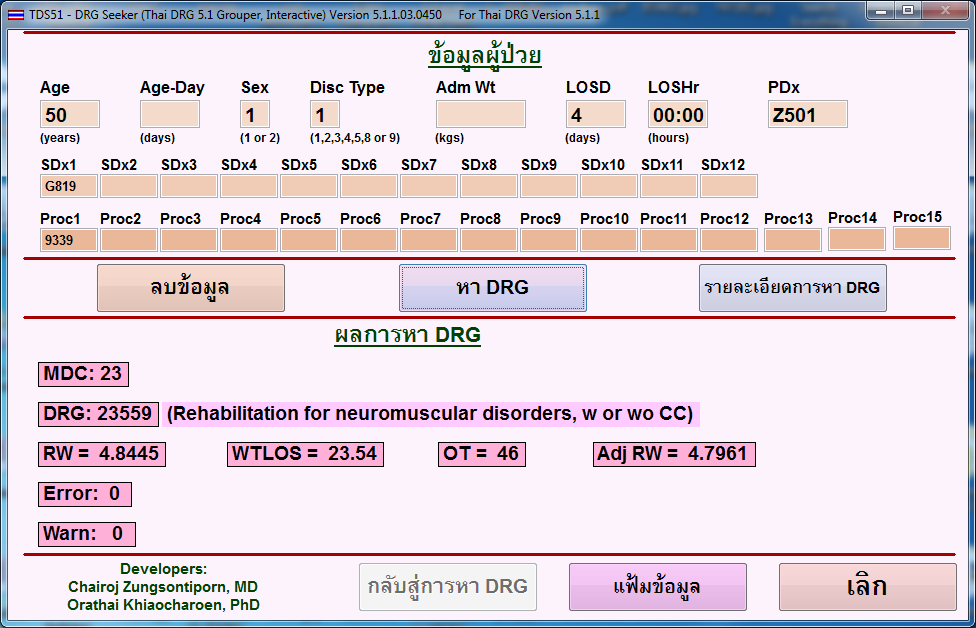 TDS51 - DRG Seeker (Thai DRG 5.1 Grouper, Interactive) Version 5.1.1.03.0450 For Thai DRG Version 5.1.1
ข้อมูลผู้ป่วย
Age Age-Day Sex Disc Type Adm Wt LOSD LOSHr PDx
50 1 1 4 00:00 Z501
(years) (days) (1 or 2) (1,2,3,4,5,8 or 9) (kgs) (days) (hours)
SDx1 SDx2 SDx3 SDx4 SDx5 SDx6 SDx7 SDx8 SDx9 SDx10 SDx11 SDx12
G819
Proc1 Proc2 Proc3 Proc4 Proc5 Proc6 Proc7 Proc8 Proc9 Proc10 Proc11 Proc12 Proc13 Proc14 Proc15
9339
ลบข้อมูล หา DRG รายละเอียดการหา DRG
ผลการหา DRG
MDC: 23
DRG: 23559 (Rehabilitation for neuromuscular disorders, w or wo CC)
RW = 4.8445 WTLOS = 23.54 OT = 46 Adj RW = 4.7961
Error: 0
Warn: 0
Developers:
Chairoj Zungsontiporn, MD
Orathai Khiaocharoen, PhD
กลับสู่การหา DRG แฟ้มข้อมูล เลิก